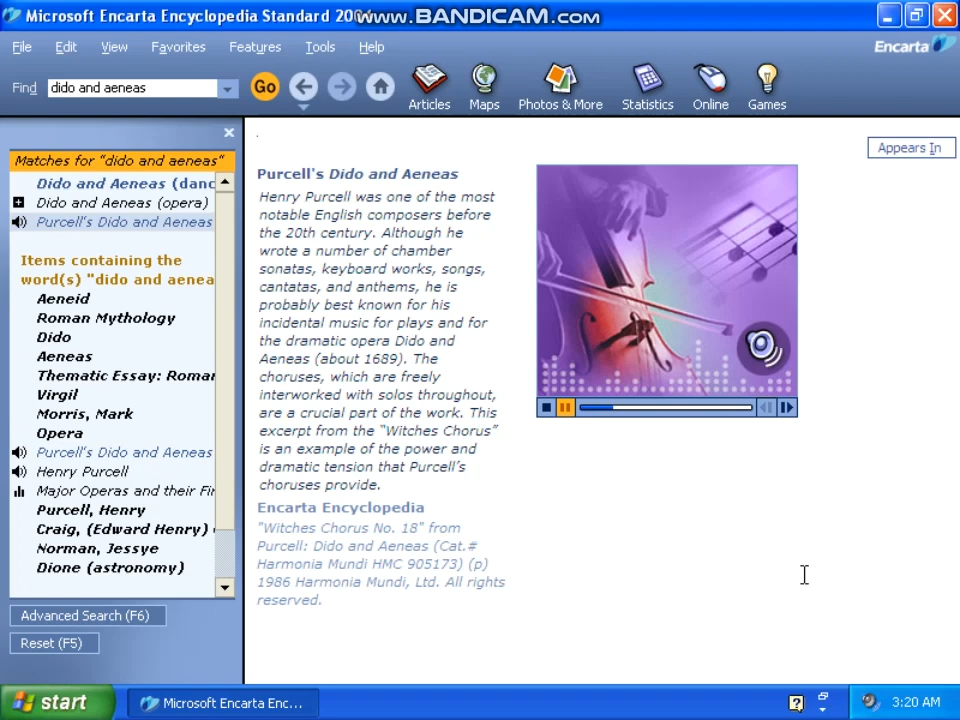 Microsoft Encarta Encyclopedia Standard
www.BANDICAM.com
File Edit View Favorites Features Tools Help
Encarta
Find dido and aeneas Go
Articles Maps Photos & More Statistics Online Games
Matches for "dido and aeneas"
Dido and Aeneas (danc
Dido and Aeneas (opera)
Purcell's Dido and Aeneas
Items containing the
word(s) "dido and aenea
Aeneid
Roman Mythology
Dido
Aeneas
Thematic Essay: Roman
Virgil
Morris, Mark
Opera
Purcell's Dido and Aeneas
Henry Purcell
Major Operas and their Fir
Purcell, Henry
Craig, (Edward Henry)
Norman, Jessye
Dione (astronomy)
Advanced Search (F6)
Reset (F5)
Appears In
Purcell's Dido and Aeneas
Henry Purcell was one of the most
notable English composers before
the 20th century. Although he
wrote a number of chamber
sonatas, keyboard works, songs,
cantatas, and anthems, he is
probably best known for his
incidental music for plays and for
the dramatic opera Dido and
Aeneas (about 1689). The
choruses, which are freely
interworked with solos throughout,
are a crucial part of the work. This
excerpt from the "Witches Chorus"
is an example of the power and
dramatic tension that Purcell's
choruses provide.
Encarta Encyclopedia
"Witches Chorus No. 18" from
Purcell: Dido and Aeneas (Cat.#
Harmonia Mundi HMC 905173) (p)
1986 Harmonia Mundi, Ltd. All rights
reserved.
start
Microsoft Encarta Enc...
3:20 AM